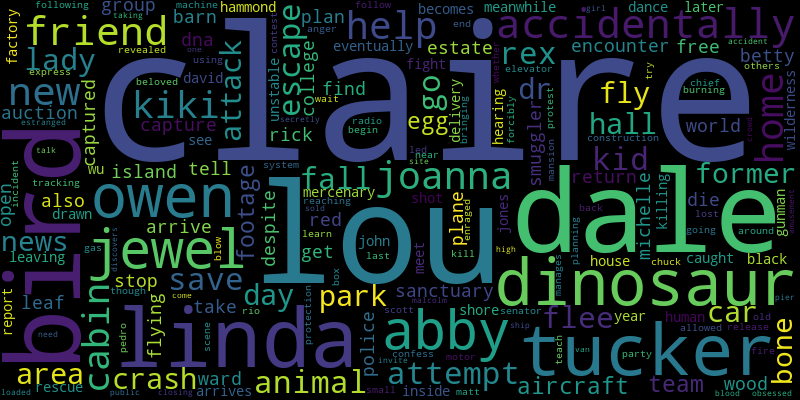 following
taking
group
barn
hammond
machine
becomes
follow
meanwhile
girl
dance
later
friend
revealed
one
using
plan
help
accidentally
factory
express
beloved
contest
anger
eventually
end
accident
whether
lady
dna
david
unstable
college
escape
fight
estate
elevator
encounter
free
betty
others
new
attack
find
go
rex
try
chief
burning
auction
captured
kiki
secretly
rick
wait
radio
begin
egg
delivery
bringing
hearing
forcibly
dr
smuggler
protest
mansion
fly
hall
construction
world
home
wilderness
claire
estranged
capture
see
system
led
near
site
kid
crowd
bird
talk
incident
open
tracking
wu
island
tell
fall
joanna
return
former
also
drawn
owen
footage
despite
mercenary
reaching
sold
shot
jones
plane
enraged
michelle
killing
die
lost
back
going
around
gunman
amusement
news
leaving
jewel
arrive
red
learn
get
john
last
meet
kill
lou
high
planning
dale
house
chuck
caught
black
gas
discovers
stop
save
blow
box
park
sanctuary
dinosaur
manages
report
leaf
though
cabin
flying
come
take
day
protection
scott
malcolm
shore
senator
flee
year
human
car
allowed
old
release
pier
area
need
pedro
linda
scene
rio
police
confess
invite
abby
ship
teach
van
tucker
party
fire
bone
rescue
crash
ward
arrives
animal
inside
attempt
motor
matt
aircraft
team
wood
loaded
public
closing
small
blood
obsessed